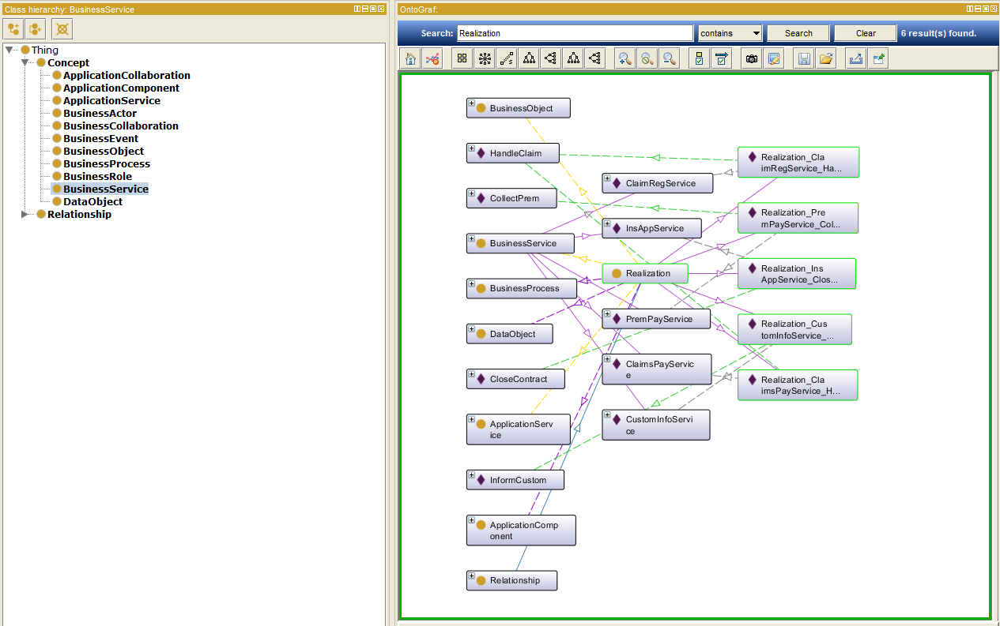 Class hierarchy: BusinessService
Thing
Concept
ApplicationCollaboration
ApplicationComponent
ApplicationService
BusinessActor
BusinessCollaboration
BusinessEvent
BusinessObject
BusinessProcess
BusinessRole
BusinessService
DataObject
Relationship
OntoGraf:
Search: Realization contains Search Clear 6 result(s) found.
BusinessObject
HandleClaim
CollectPrem
BusinessService
BusinessProcess
DataObject
CloseContract
ApplicationServ
ice
InformCustom
ApplicationComp
onent
Relationship
ClaimRegService
InsAppService
Realization
PremPayService
ClaimsPayServic
e
CustomInfoServi
ce
Realization_Cla
imRegService_Ha...
Realization_Pre
mPayService_Col...
Realization_Ins
AppService_Clos...
Realization_Cus
tomInfoService_...
Realization_Cla
imsPayService_H...